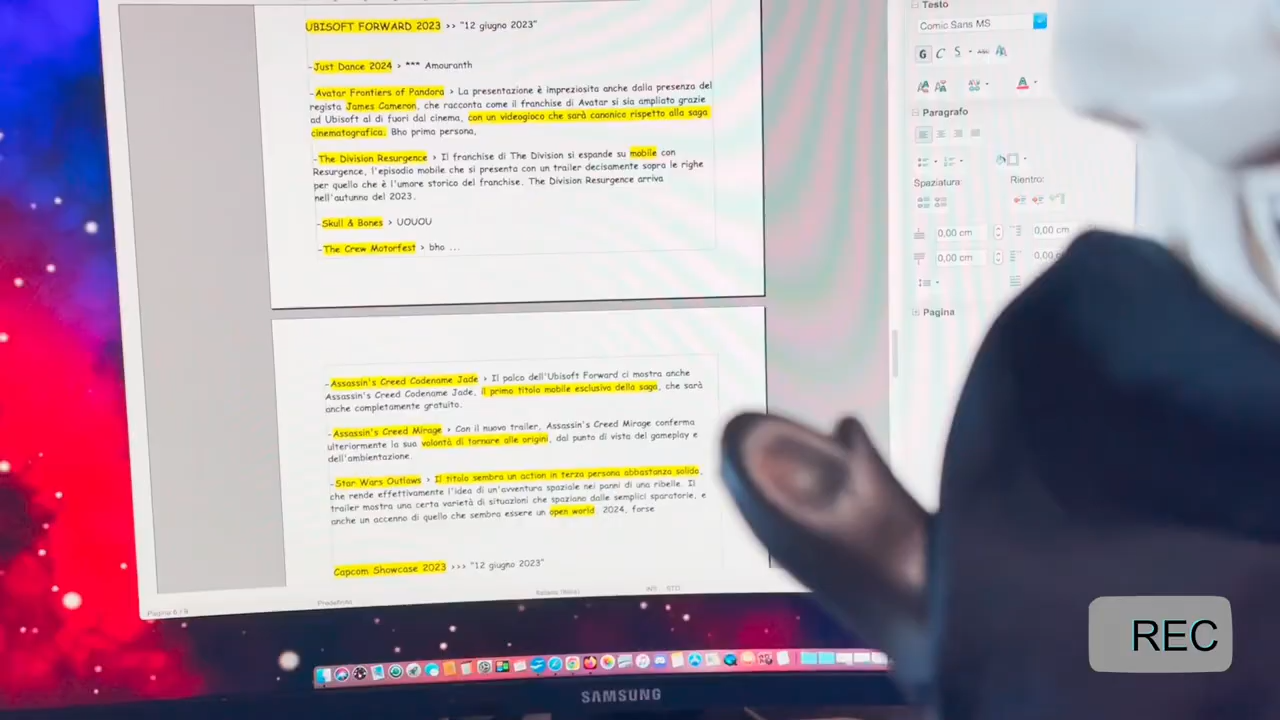 UBISOFT FORWARD 2023 >> "12 giugno 2023"
-Just Dance 2024 > *** Amouranth
-Avatar Frontiers of Pandora > La presentazione è impreziosita anche dalla presenza del
regista James Cameron, che racconta come il franchise di Avatar si sia ampliato grazie
ad Ubisoft al di fuori dal cinema, con un videogioco che sarà canonico rispetto alla saga
cinematografica. Bho prima persona,
-The Division Resurgence > Il franchise di The Division si espande su mobile con
Resurgence, l'episodio mobile che si presenta con un trailer decisamente sopra le righe
per quello che è l'umore storico del franchise. The Division Resurgence arriva
nell'autunno del 2023.
-Skull & Bones > UOUOU
-The Crew Motorfest > bho ...
-Assassin's Creed Codename Jade > Il palco dell'Ubisoft Forward ci mostra anche
Assassin's Creed Codename Jade, il primo titolo mobile esclusivo della saga, che sarà
anche completamente gratuito.
-Assassin's Creed Mirage > Con il nuovo trailer, Assassin's Creed Mirage conferma
ulteriormente la sua volontà di tornare alle origini, dal punto di vista del gameplay e
dell'ambientazione.
-Star Wars Outlaws > Il titolo sembra un action in terza persona abbastanza solido,
che rende effettivamente l'idea di un'avventura spaziale nei panni di una ribelle. Il
trailer mostra una certa varietà di situazioni che spaziano dalle semplici sparatorie, e
anche un accenno di quello che sembra essere un open world. 2024, forse
Capcom Showcase 2023 >>> "12 giugno 2023"
Pagina 6 / 9
Predefinito
Testo
Comic Sans MS
G C S
Paragrafo
Spaziatura:
Rientro:
0,00 cm
0,00 cm
0,00 cm
0,00
Pagina
SAMSUNG
REC